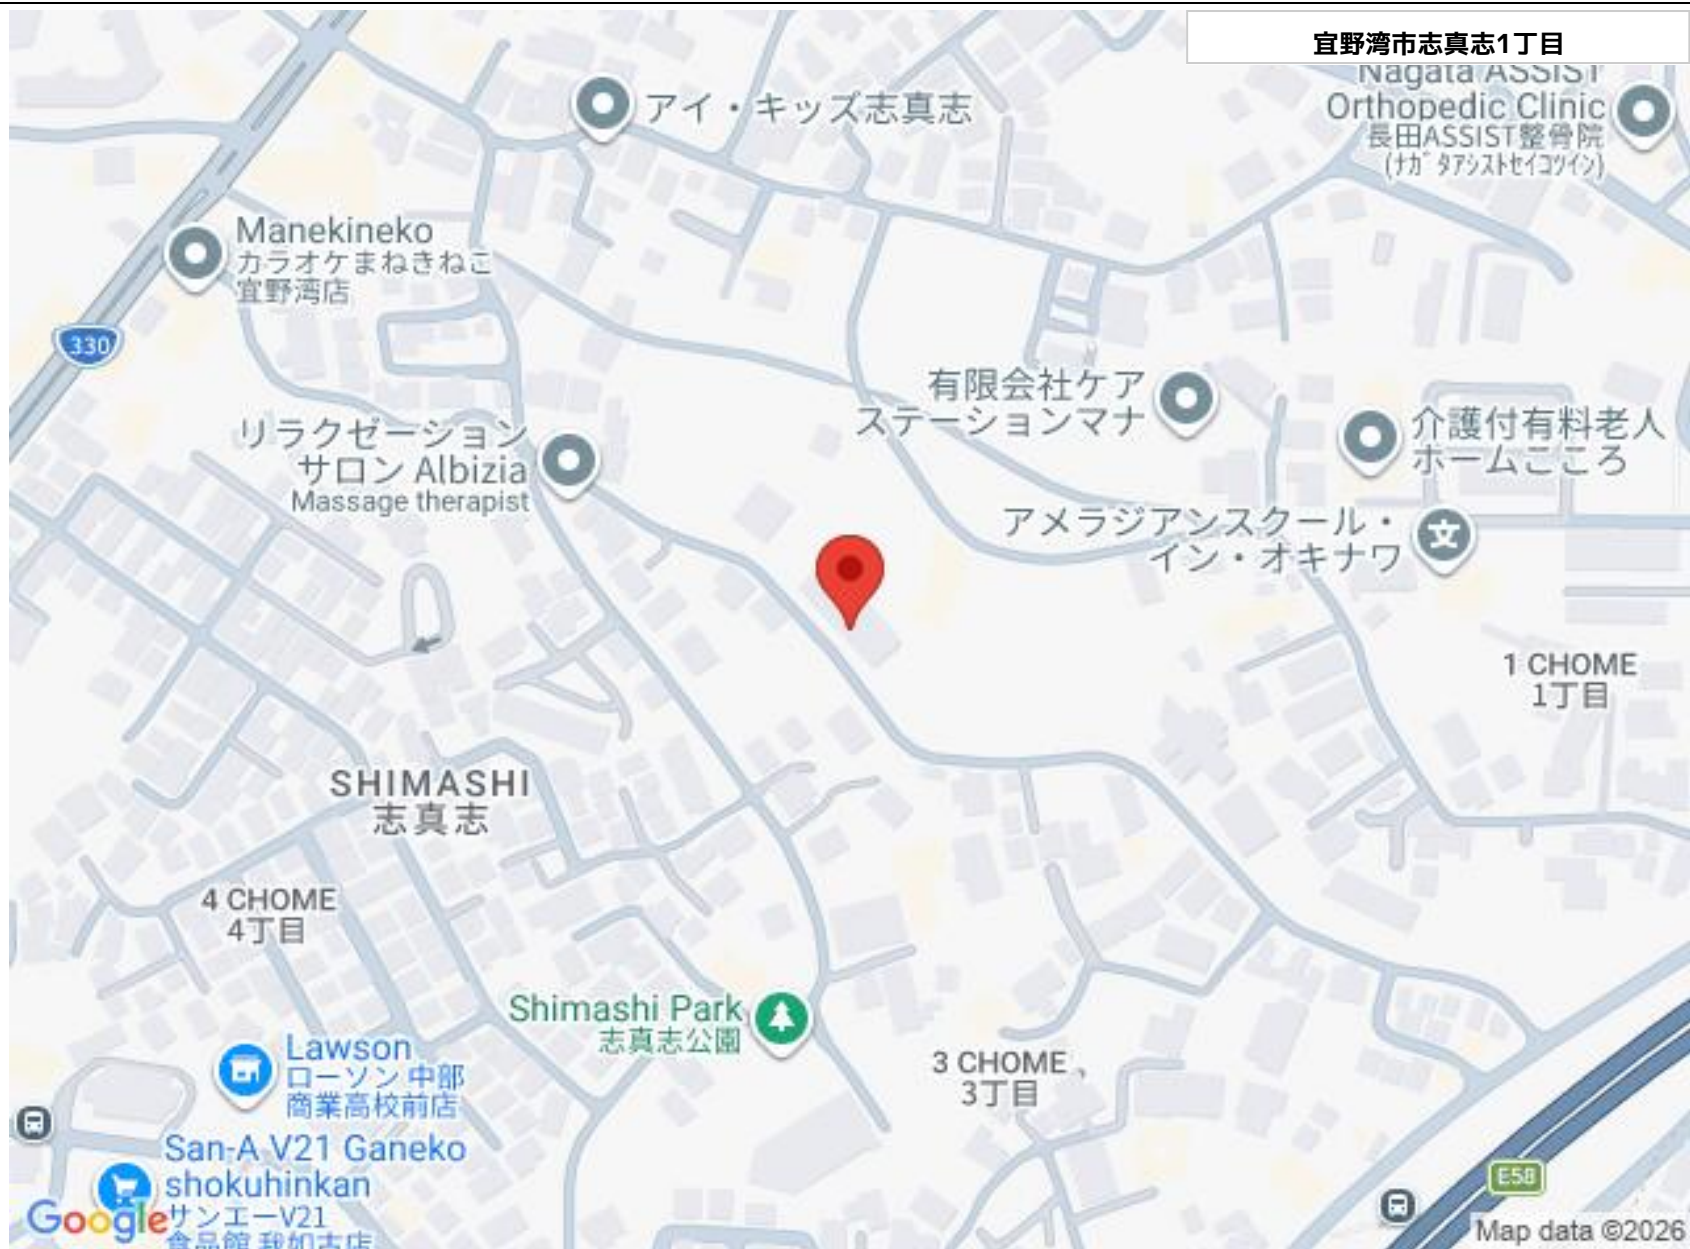 宜野湾市志真志1丁目
Nagata ASSIST
Orthopedic Clinic
長田ASSIST整骨院
(ナガタアシストセイコツイン)
アイ・キッズ志真志
Manekineko
カラオケまねきねこ
宜野湾店
330
有限会社ケア
ステーションマナ
介護付有料老人
ホームこころ
リラクゼーション
サロン Albizia
Massage therapist
アメラジアンスクール・
イン・オキナワ
文
1 CHOME
1丁目
SHIMASHI
志真志
4 CHOME
4丁目
Shimashi Park
志真志公園
Lawson
ローソン 中部
商業高校前店
3 CHOME
3丁目
San-A V21 Ganeko
shokuhinkan
サンエーV21
食品館 我如古店
E58
Google
Map data ©2026